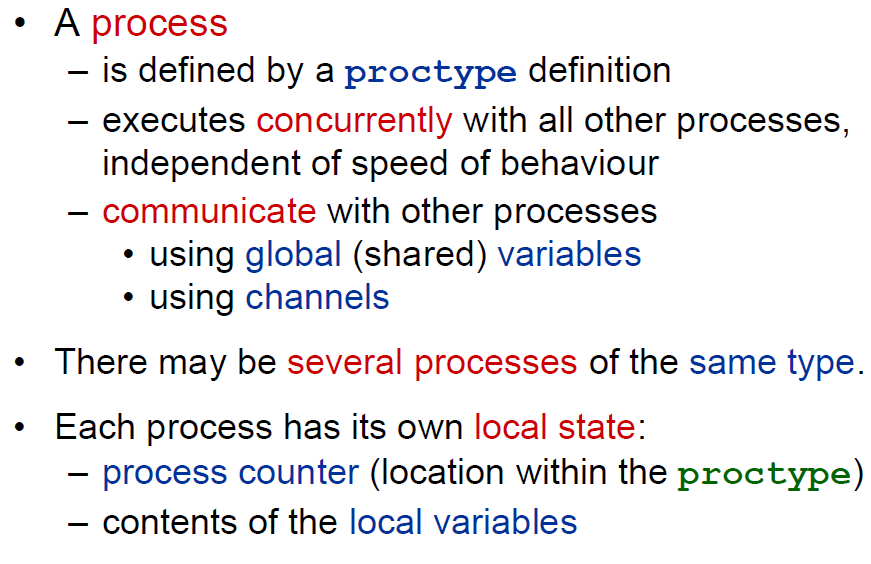 • A process
– is defined by a proctype definition
– executes concurrently with all other processes,
independent of speed of behaviour
– communicate with other processes
• using global (shared) variables
• using channels
• There may be several processes of the same type.
• Each process has its own local state:
– process counter (location within the proctype)
– contents of the local variables